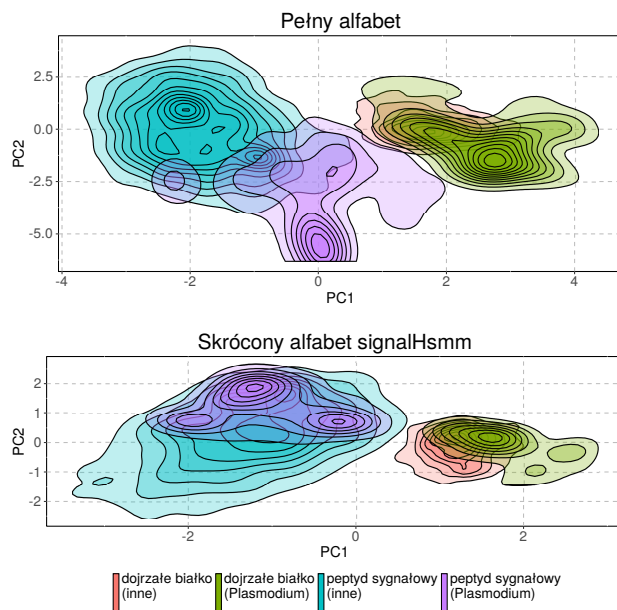 Pełny alfabet
2.5
0.0
-2.5
-5.0
PC2
-4
-2
0
2
4
PC1
Skrócony alfabet signalHsmm
2
1
0
-1
-2
PC2
-2
0
2
PC1
dojrzałe białko
(inne)
dojrzałe białko
(Plasmodium)
peptyd sygnałowy
(inne)
peptyd sygnałowy
(Plasmodium)